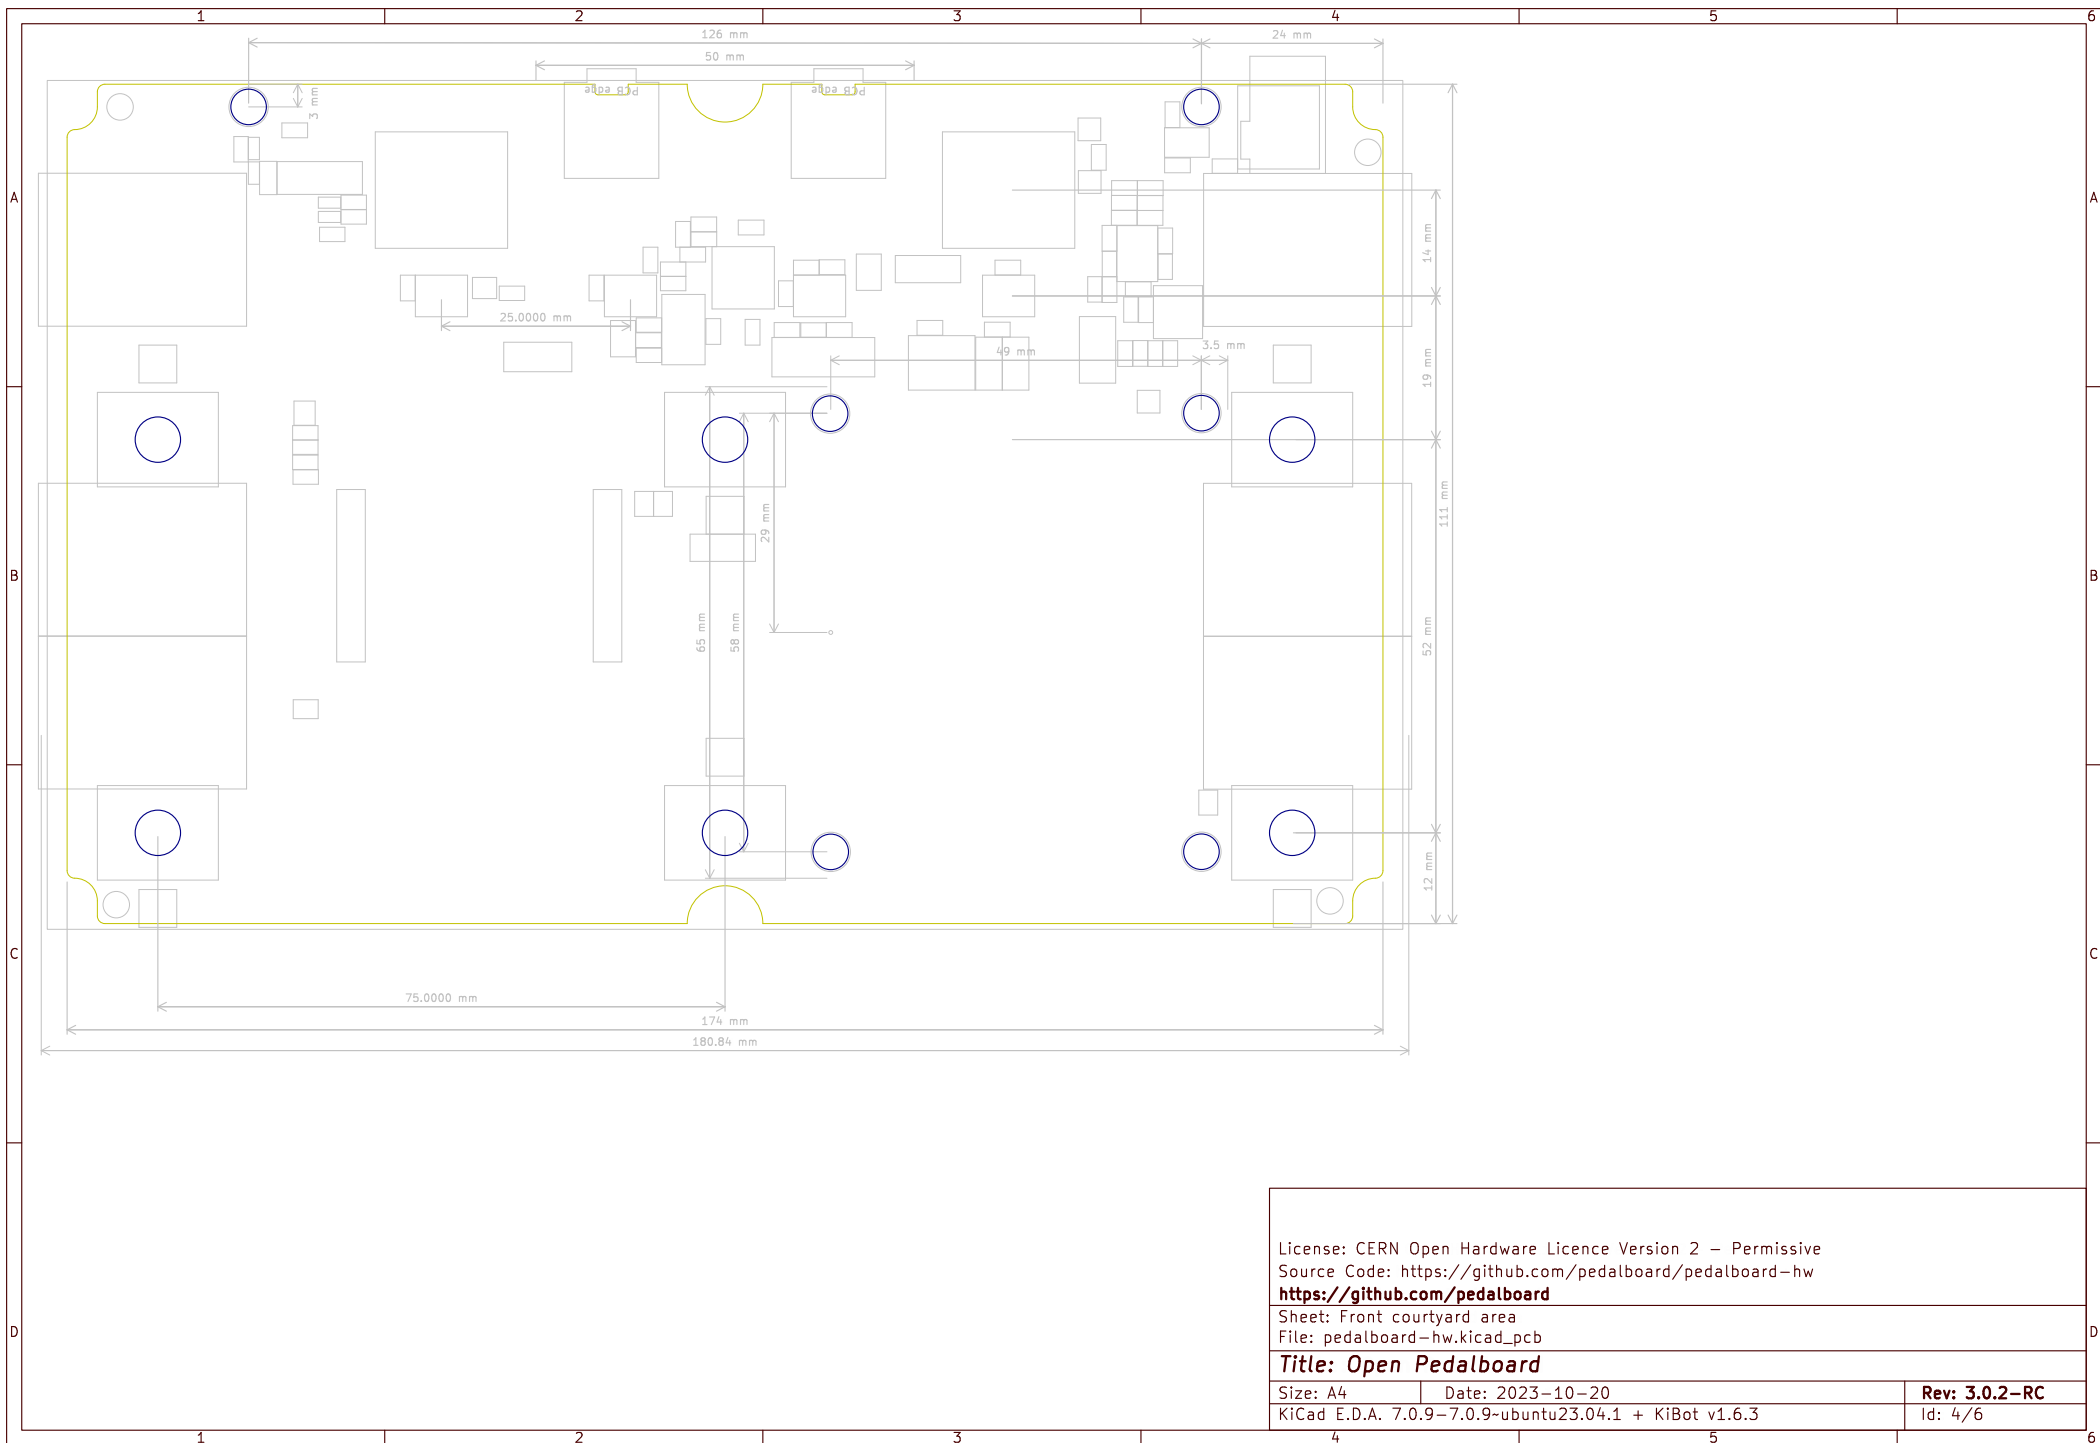 1 2 3 4 5 6
126 mm 24 mm
50 mm
PCB edge PCB edge
3 mm
A A
14 mm
25.0000 mm
49 mm 3.5 mm
19 mm
111 mm
29 mm
B B
65 mm 58 mm 52 mm
12 mm
C C
75.0000 mm
174 mm
180.84 mm
License: CERN Open Hardware Licence Version 2 - Permissive
Source Code: https://github.com/pedalboard/pedalboard-hw
https://github.com/pedalboard
Sheet: Front courtyard area
D D
File: pedalboard-hw.kicad_pcb
Title: Open Pedalboard
Size: A4 Date: 2023-10-20 Rev: 3.0.2-RC
KiCad E.D.A. 7.0.9-7.0.9~ubuntu23.04.1 + KiBot v1.6.3 Id: 4/6
1 2 3 4 5 6